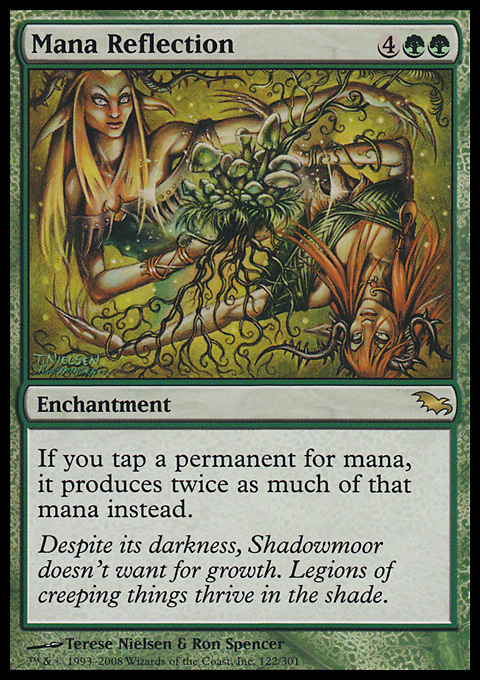 Mana Reflection 4
T. NIELSEN
Enchantment
If you tap a permanent for mana,
it produces twice as much of that
mana instead.
Despite its darkness, Shadowmoor
doesn't want for growth. Legions of
creeping things thrive in the shade.
Terese Nielsen & Ron Spencer
™ & © 1993–2008 Wizards of the Coast, Inc. 122/301